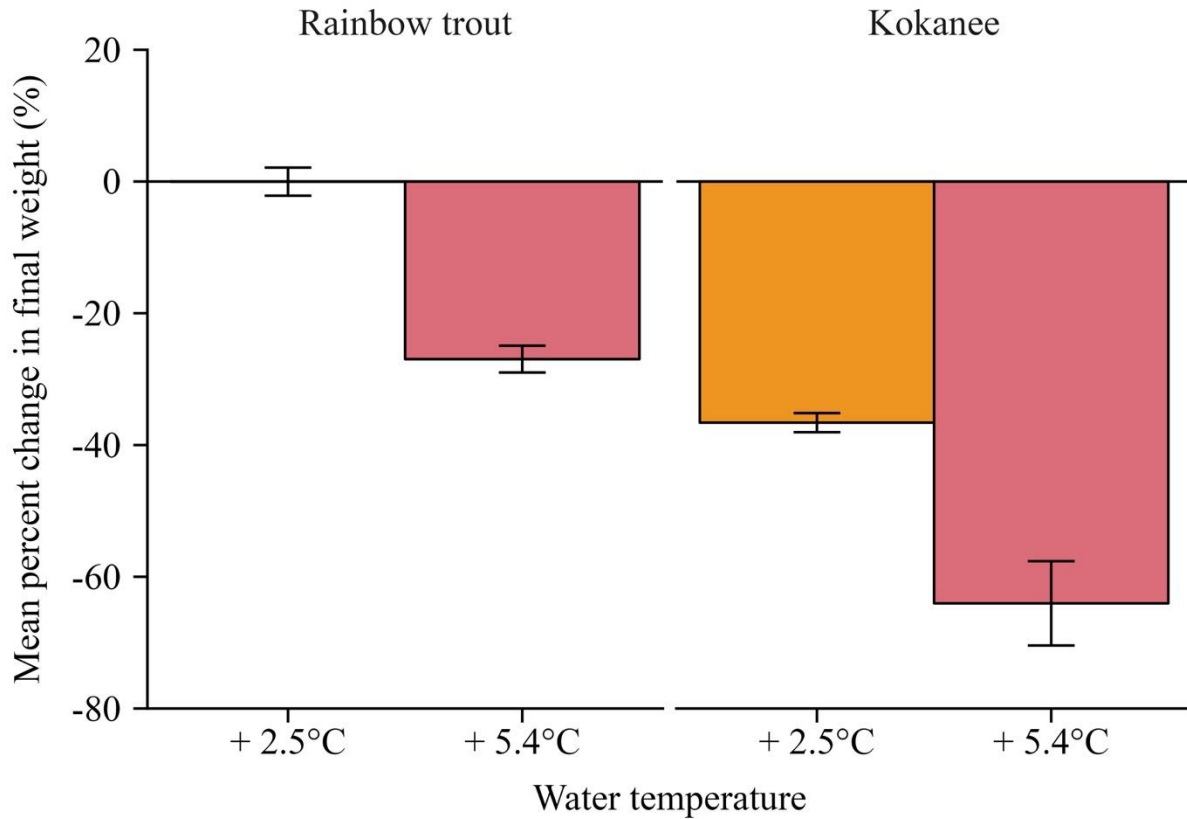 Rainbow trout
Kokanee
Mean percent change in final weight (%)
20
0
-20
-40
-60
-80
+ 2.5°C
+ 5.4°C
+ 2.5°C
+ 5.4°C
Water temperature